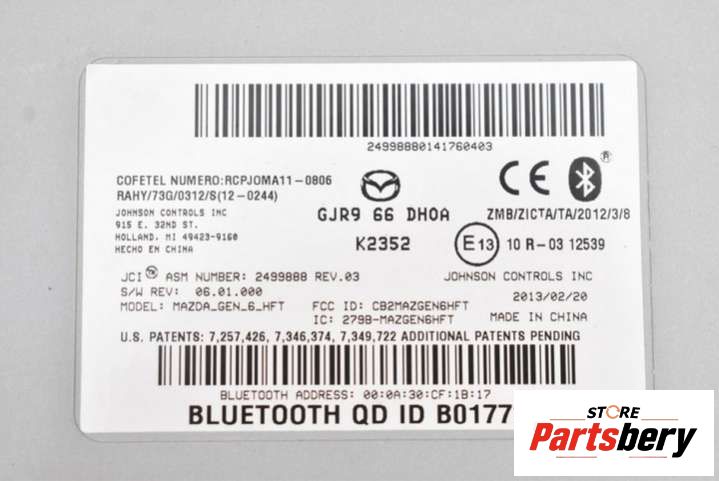 24998880141760403
COFETEL NUMERO:RCPJOMA11-0806
RAHY/73G/0312/S(12-0244)
JOHNSON CONTROLS INC
915 E. 32ND ST.
HOLLAND, MI 49423-9160
HECHO EN CHINA
GJR9 66 DH0A
K2352
CE
ZMB/ZICTA/TA/2012/3/8
E13 10 R-03 12539
JCI TM ASM NUMBER: 2499888 REV.03
S/W REV: 06.01.000
MODEL: MAZDA_GEN_6_HFT
FCC ID: CB2MAZGEN6HFT
IC: 279B-MAZGEN6HFT
JOHNSON CONTROLS INC
2013/02/20
MADE IN CHINA
U.S. PATENTS: 7,257,426, 7,346,374, 7,349,722 ADDITIONAL PATENTS PENDING
BLUETOOTH ADDRESS: 00:0A:30:CF:1B:17
BLUETOOTH QD ID B0177
STORE
Partsbery